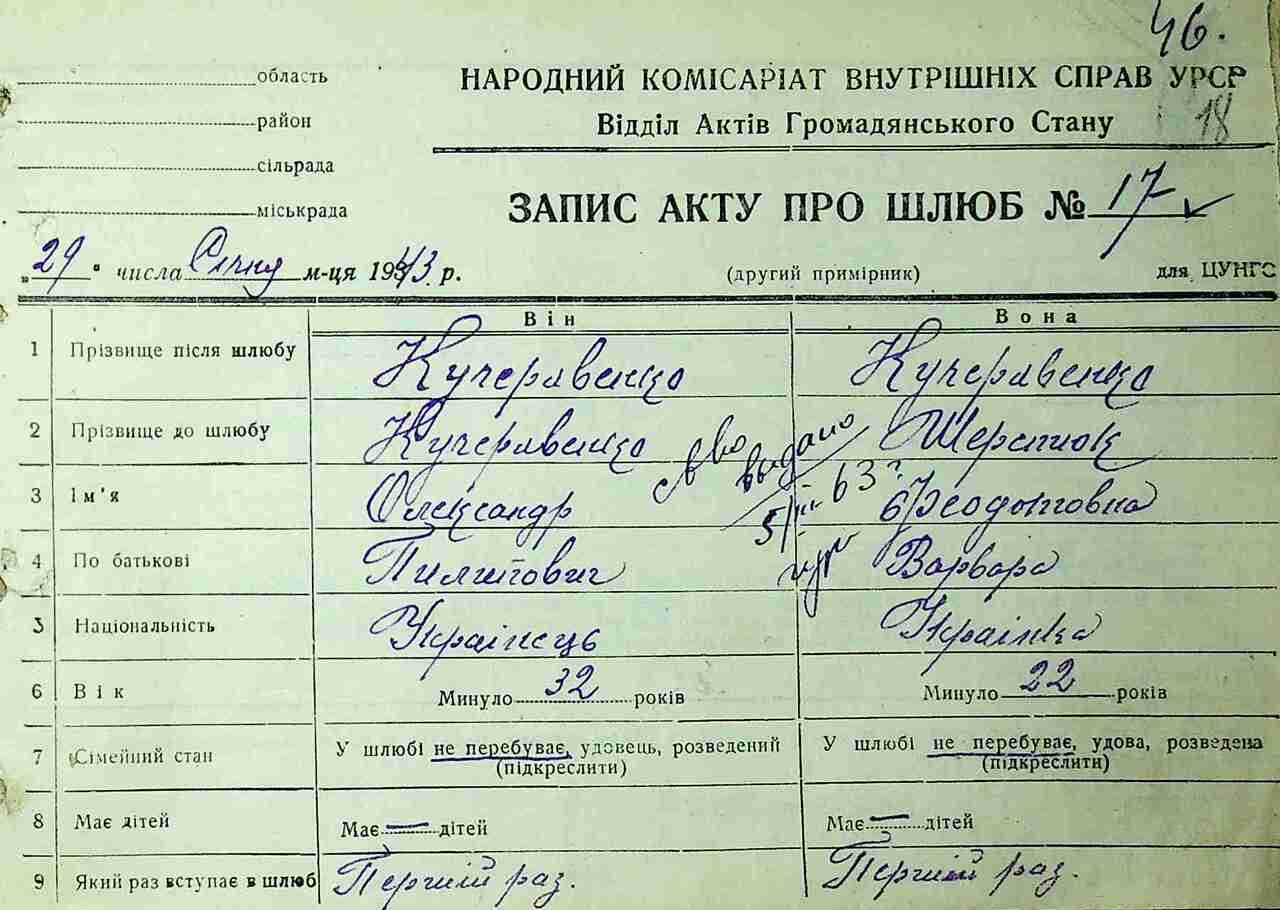 46.
область НАРОДНИЙ КОМІСАРІАТ ВНУТРІШНІХ СПРАВ УРСР
район Відділ Актів Громадянського Стану 18
сільрада
міськрада ЗАПИС АКТУ ПРО ШЛЮБ № 17
„29" числа Січня м-ця 1943 р. (другий примірник) для ЦУНГО
Він Вона
1 Прізвище після шлюбу Кучеравенко Кучеравенко
2 Прізвище до шлюбу Кучеравенко Шерстюк
св во выдано
3 Ім'я Олександр Феодотовна
5/III 63 г
4 По батькові Пилипович Варвара
5 Національність Українець Українка
6 Вік Минуло 32 років Минуло 22 років
7 Сімейний стан У шлюбі не перебуває, удовець, розведений У шлюбі не перебуває, удова, розведена
(підкреслити) (підкреслити)
8 Має дітей Має — дітей Має — дітей
9 Який раз вступає в шлюб Перший раз. Перший раз.